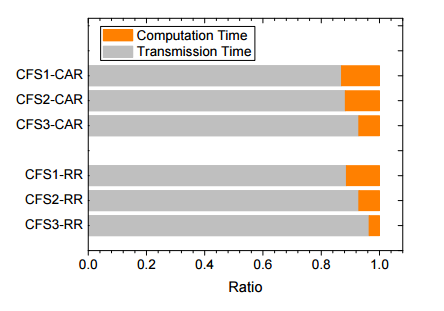 Computation Time
Transmission Time
CFS1-CAR
CFS2-CAR
CFS3-CAR
CFS1-RR
CFS2-RR
CFS3-RR
0.0 0.2 0.4 0.6 0.8 1.0
Ratio